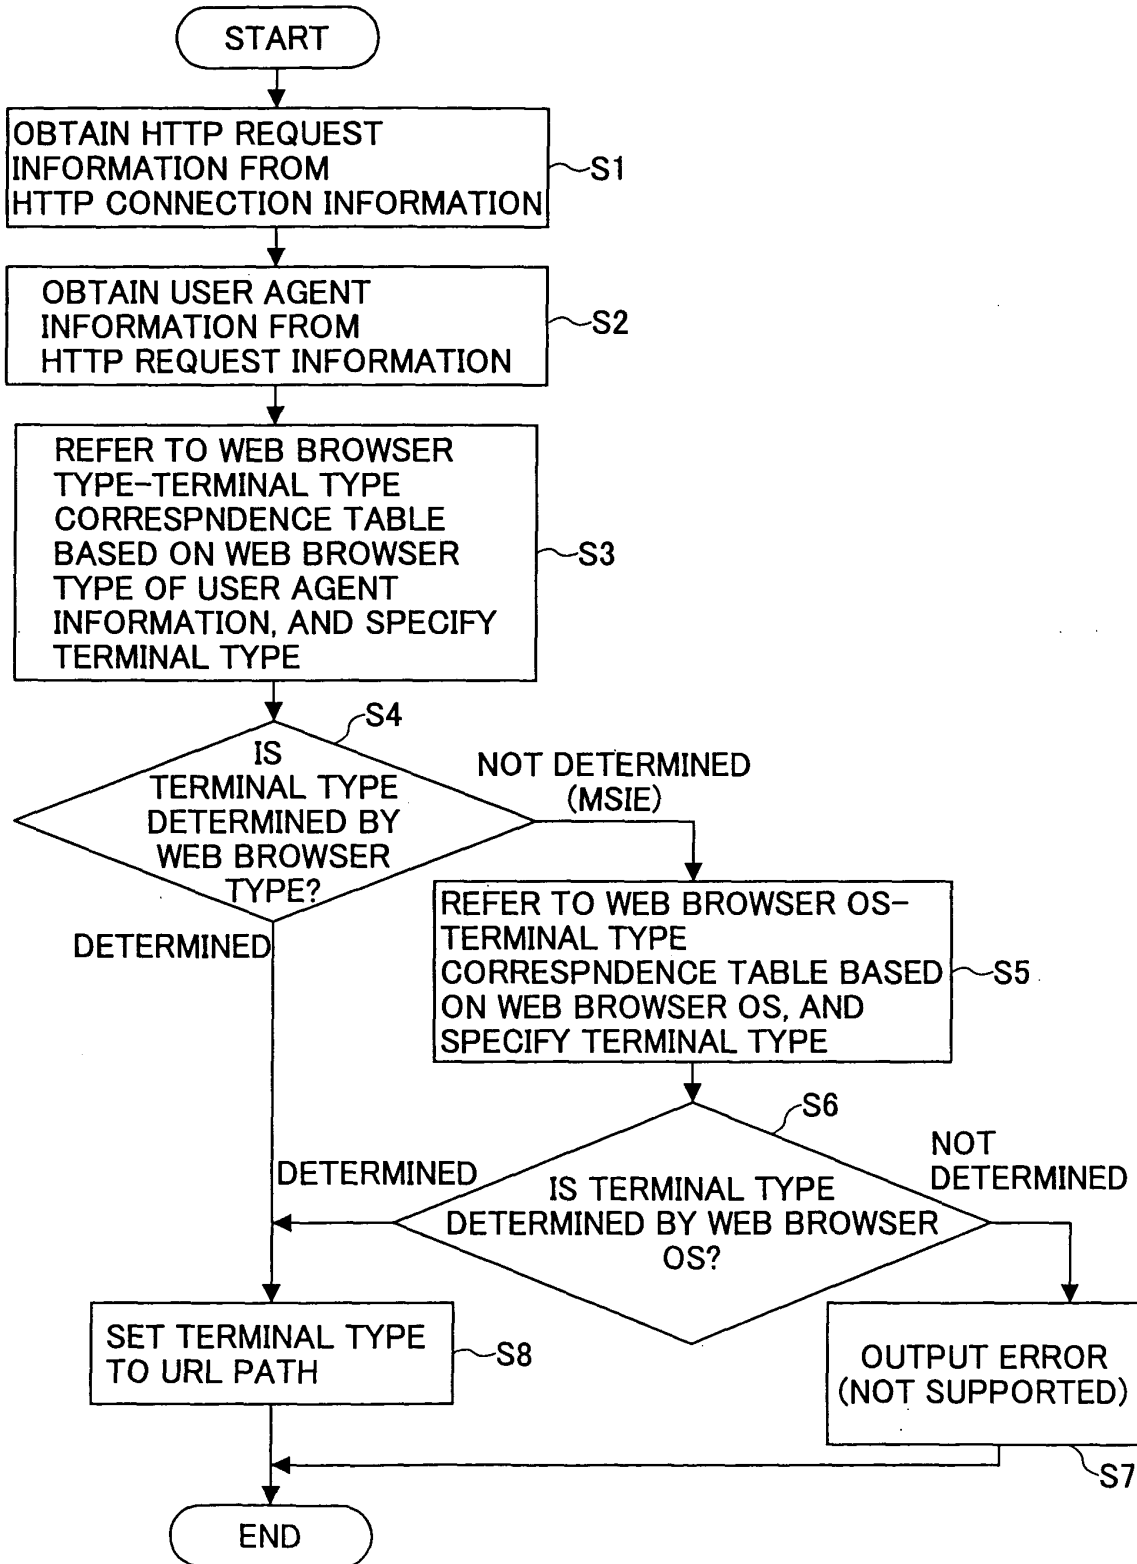 START
OBTAIN HTTP REQUEST
INFORMATION FROM
HTTP CONNECTION INFORMATION
S1
OBTAIN USER AGENT
INFORMATION FROM
HTTP REQUEST INFORMATION
S2
REFER TO WEB BROWSER
TYPE-TERMINAL TYPE
CORRESPNDENCE TABLE
BASED ON WEB BROWSER
TYPE OF USER AGENT
INFORMATION, AND SPECIFY
TERMINAL TYPE
S3
S4
IS
TERMINAL TYPE
DETERMINED BY
WEB BROWSER
TYPE?
NOT DETERMINED
(MSIE)
DETERMINED
REFER TO WEB BROWSER OS-
TERMINAL TYPE
CORRESPNDENCE TABLE BASED
ON WEB BROWSER OS, AND
SPECIFY TERMINAL TYPE
S5
S6
DETERMINED
IS TERMINAL TYPE
DETERMINED BY WEB BROWSER
OS?
NOT
DETERMINED
SET TERMINAL TYPE
TO URL PATH
S8
OUTPUT ERROR
(NOT SUPPORTED)
S7
END